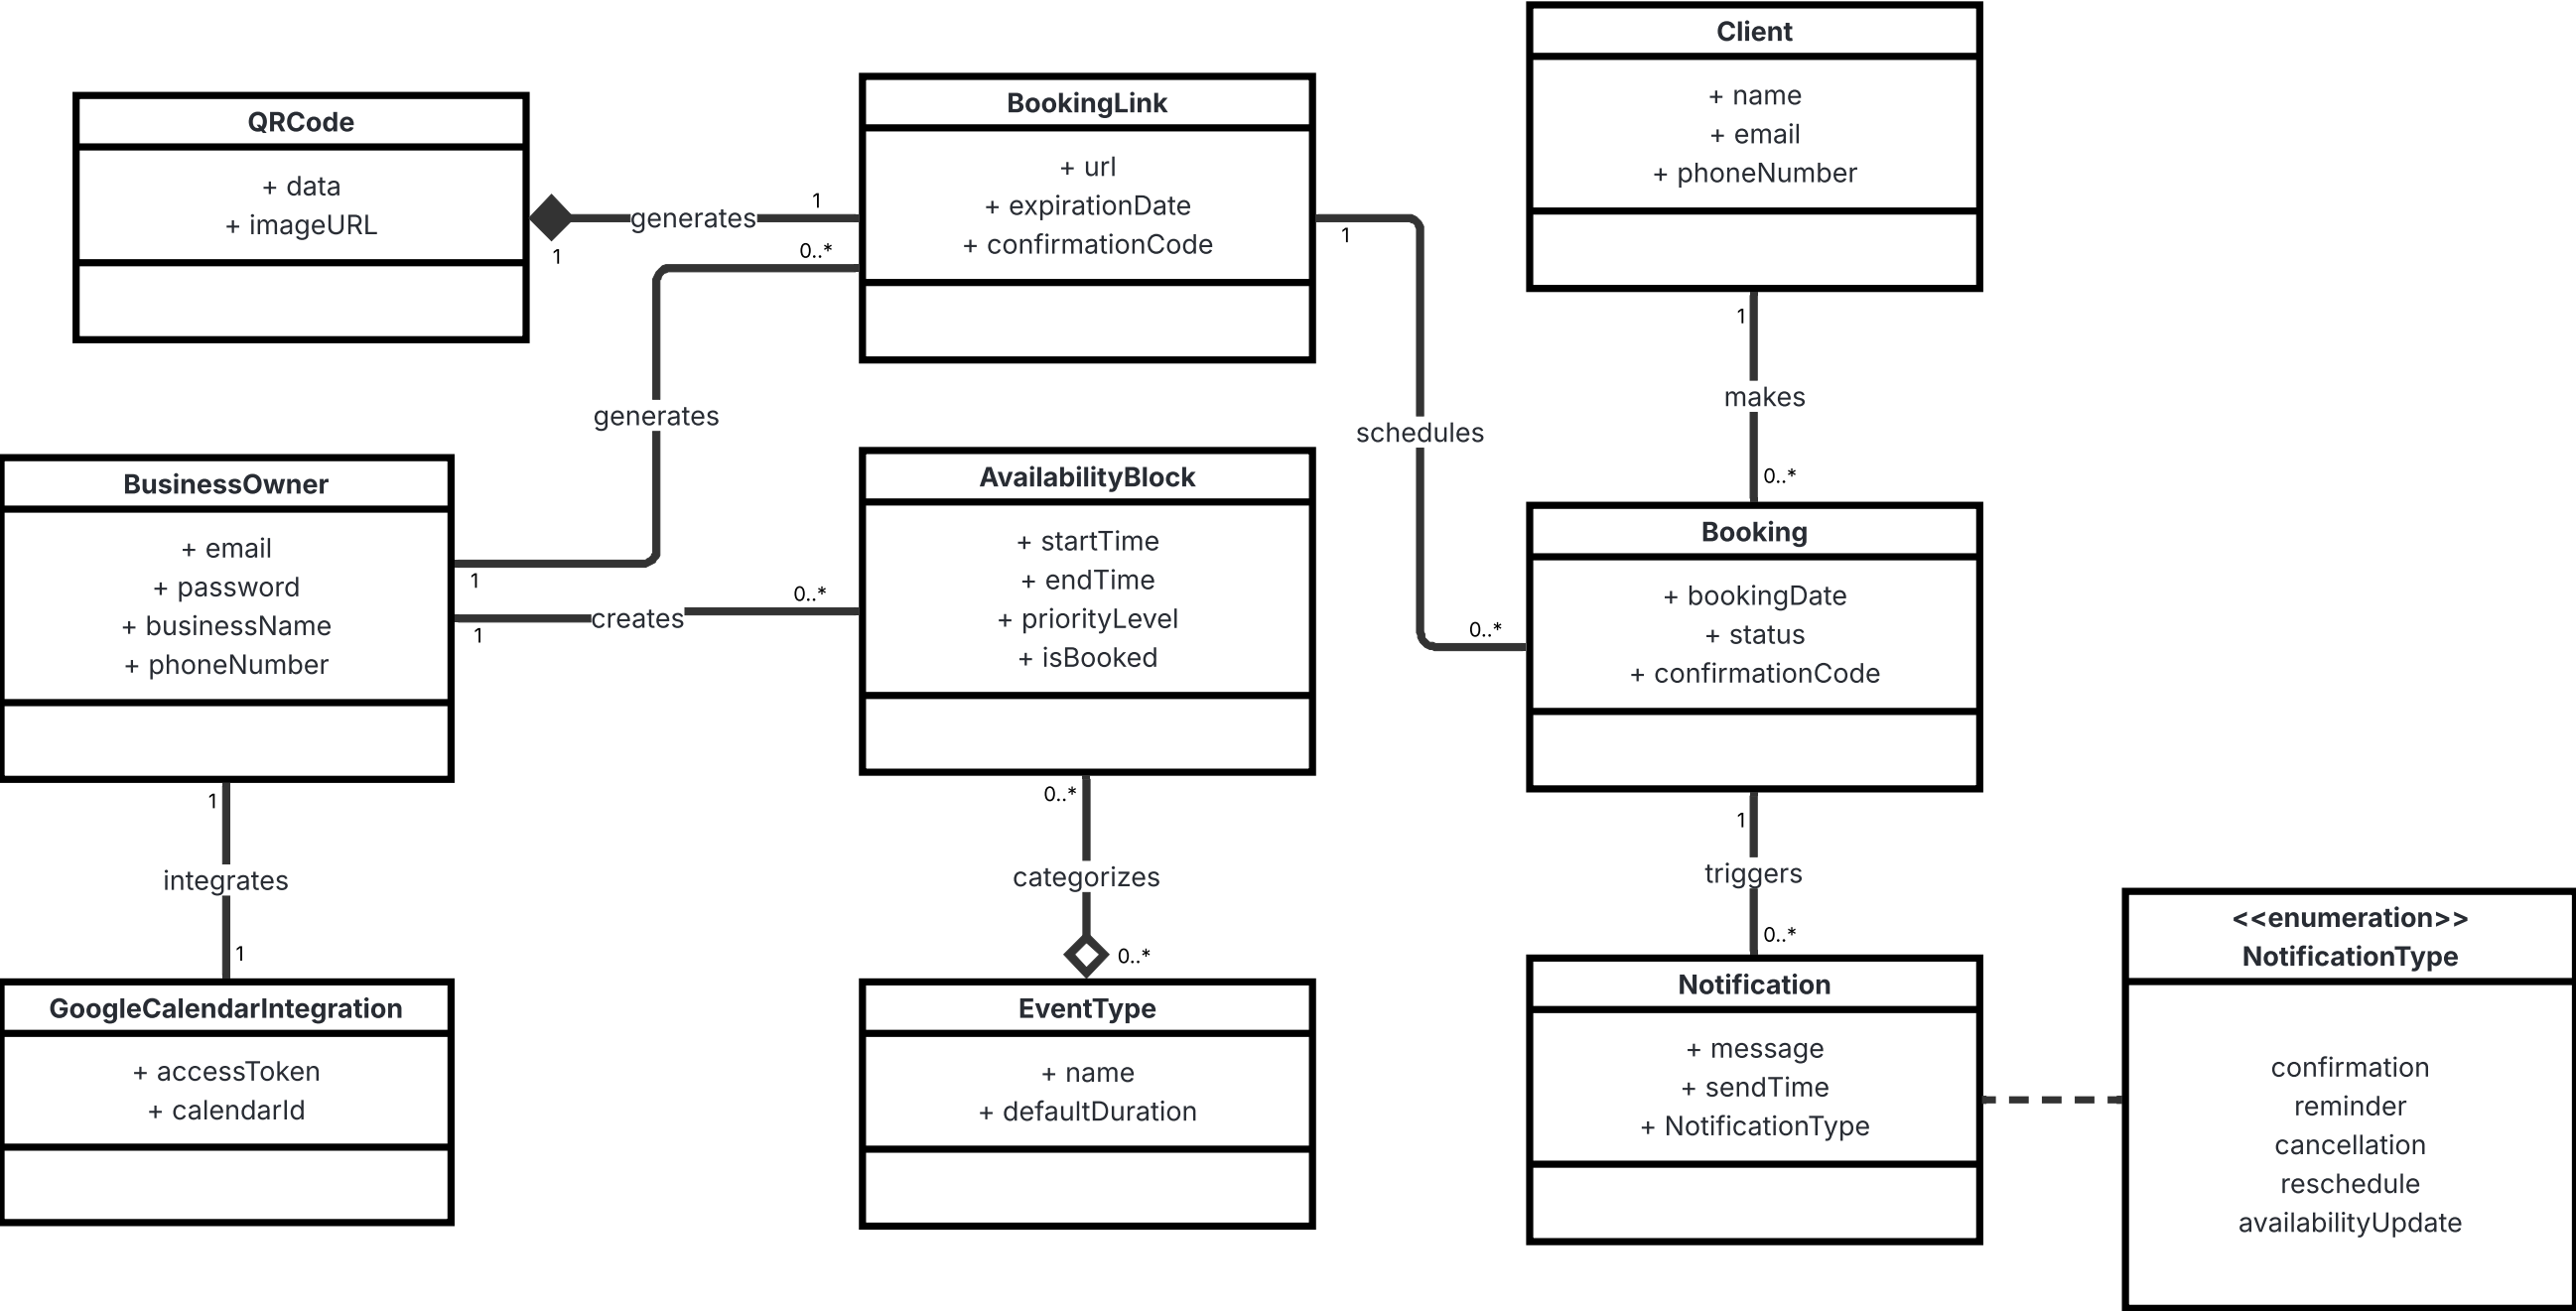 Client
+ name
+ email
+ phoneNumber
QRCode
+ data
+ imageURL
generates
1
1
BookingLink
+ url
+ expirationDate
+ confirmationCode
0..*
generates
1
1
schedules
0..*
1
makes
0..*
BusinessOwner
+ email
+ password
+ businessName
+ phoneNumber
1
creates
0..*
AvailabilityBlock
+ startTime
+ endTime
+ priorityLevel
+ isBooked
Booking
+ bookingDate
+ status
+ confirmationCode
1
integrates
1
0..*
categorizes
0..*
1
triggers
0..*
GoogleCalendarIntegration
+ accessToken
+ calendarId
EventType
+ name
+ defaultDuration
Notification
+ message
+ sendTime
+ NotificationType
<<enumeration>>
NotificationType
confirmation
reminder
cancellation
reschedule
availabilityUpdate